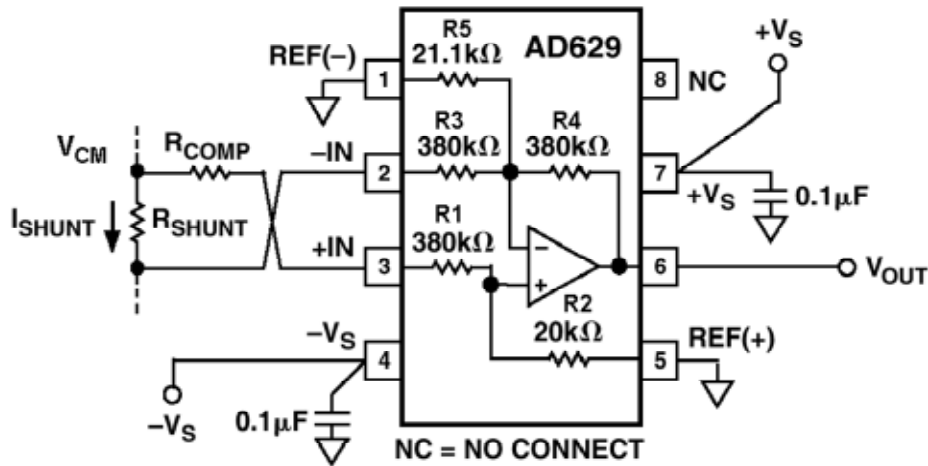 REF(–)
R5
21.1kΩ
AD629
+VS
1
8
NC
VCM
RCOMP
–IN
R3
380kΩ
R4
380kΩ
2
7
+VS
0.1μF
ISHUNT
RSHUNT
+IN
R1
380kΩ
3
–
+
6
VOUT
R2
20kΩ
–VS
4
5
REF(+)
–VS
0.1μF
NC = NO CONNECT